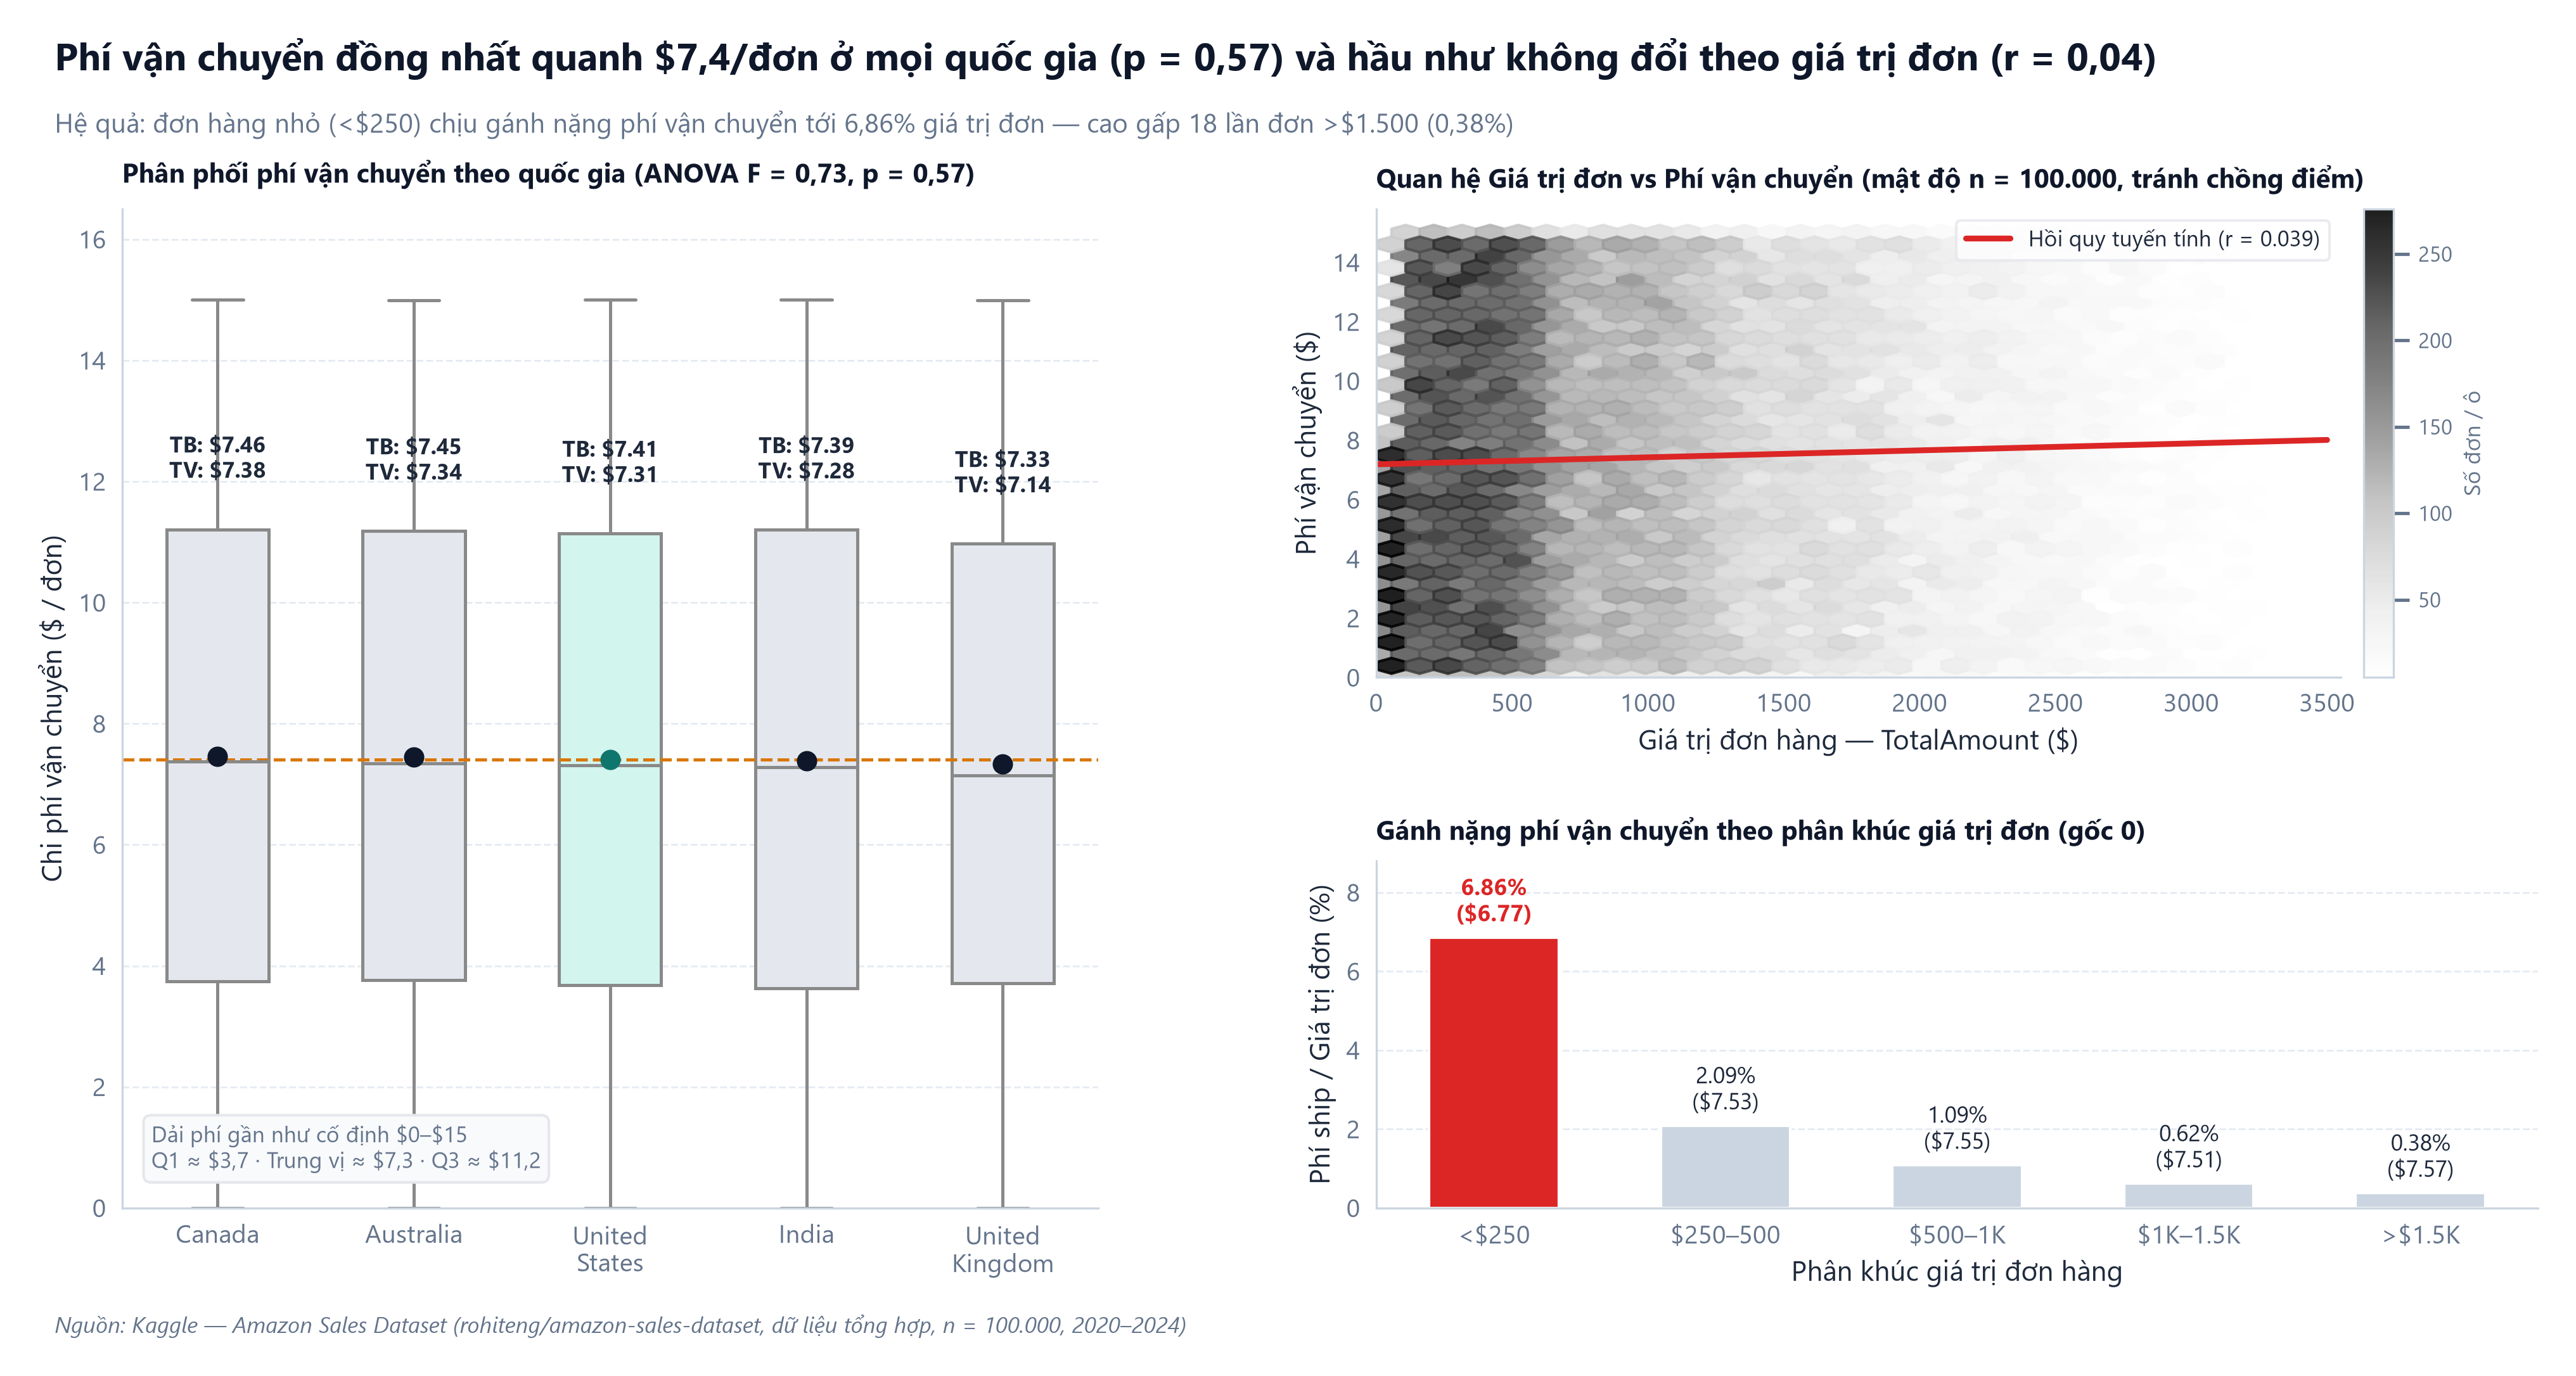 Phí vận chuyển đồng nhất quanh $7,4/đơn ở mọi quốc gia (p = 0,57) và hầu như không đổi theo giá trị đơn (r = 0,04)
Hệ quả: đơn hàng nhỏ (<$250) chịu gánh nặng phí vận chuyển tới 6,86% giá trị đơn — cao gấp 18 lần đơn >$1.500 (0,38%)
Phân phối phí vận chuyển theo quốc gia (ANOVA F = 0,73, p = 0,57)
Chi phí vận chuyển ($ / đơn)
16
14
12
10
8
6
4
2
0
TB: $7.46
TV: $7.38
TB: $7.45
TV: $7.34
TB: $7.41
TV: $7.31
TB: $7.39
TV: $7.28
TB: $7.33
TV: $7.14
Dải phí gần như cố định $0–$15
Q1 ≈ $3,7 · Trung vị ≈ $7,3 · Q3 ≈ $11,2
Canada
Australia
United
States
India
United
Kingdom
Quan hệ Giá trị đơn vs Phí vận chuyển (mật độ n = 100.000, tránh chồng điểm)
Hồi quy tuyến tính (r = 0.039)
Phí vận chuyển ($)
14
12
10
8
6
4
2
0
0
500
1000
1500
2000
2500
3000
3500
Giá trị đơn hàng — TotalAmount ($)
250
200
150
100
50
Số đơn / ô
Gánh nặng phí vận chuyển theo phân khúc giá trị đơn (gốc 0)
Phí ship / Giá trị đơn (%)
8
6
4
2
0
6.86%
($6.77)
2.09%
($7.53)
1.09%
($7.55)
0.62%
($7.51)
0.38%
($7.57)
<$250
$250–500
$500–1K
$1K–1.5K
>$1.5K
Phân khúc giá trị đơn hàng
Nguồn: Kaggle — Amazon Sales Dataset (rohiteng/amazon-sales-dataset, dữ liệu tổng hợp, n = 100.000, 2020–2024)